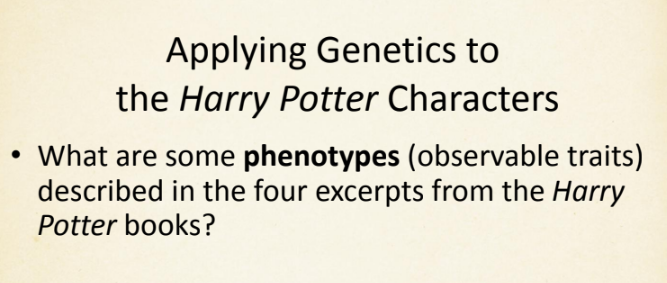 Applying Genetics to
the Harry Potter Characters
• What are some phenotypes (observable traits)
described in the four excerpts from the Harry
Potter books?